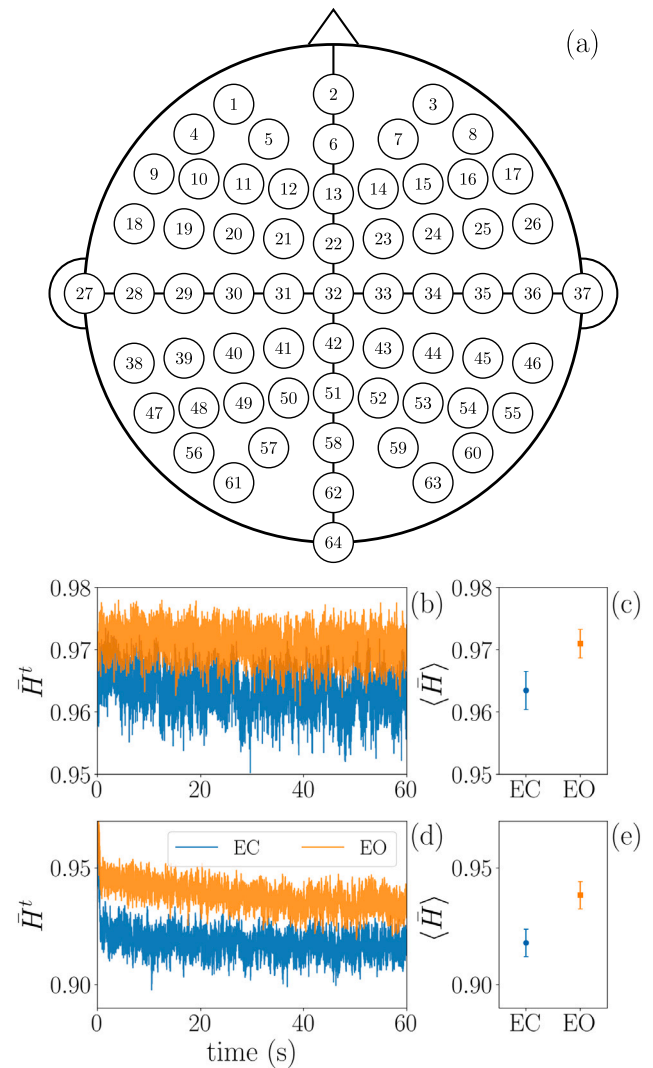 (a)
2
1 3
4 5 6 7 8
9 10 11 12 13 14 15 16 17
18 19 20 21 22 23 24 25 26
27 28 29 30 31 32 33 34 35 36 37
38 39 40 41 42 43 44 45 46
47 48 49 50 51 52 53 54 55
56 57 58 59 60
61 62 63
64
0.98 (b) 0.98 (c)
0.97 0.97
H̄ᵗ ⟨H̄⟩
0.96 0.96
0.95 0.95
0 20 40 60 EC EO
(d) EC EO (e)
0.95 0.95
H̄ᵗ ⟨H̄⟩
0.90 0.90
0 20 40 60 EC EO
time (s)